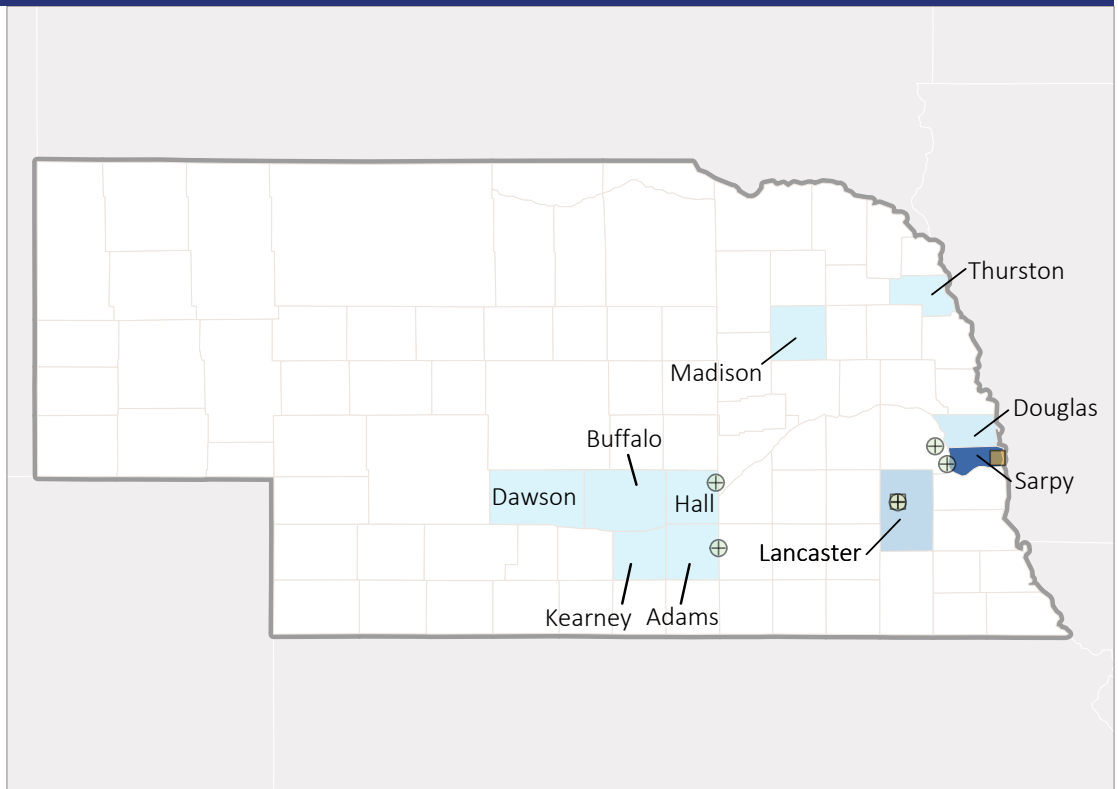 Thurston
Madison
Douglas
Buffalo
Sarpy
Dawson
Hall
Lancaster
Kearney
Adams